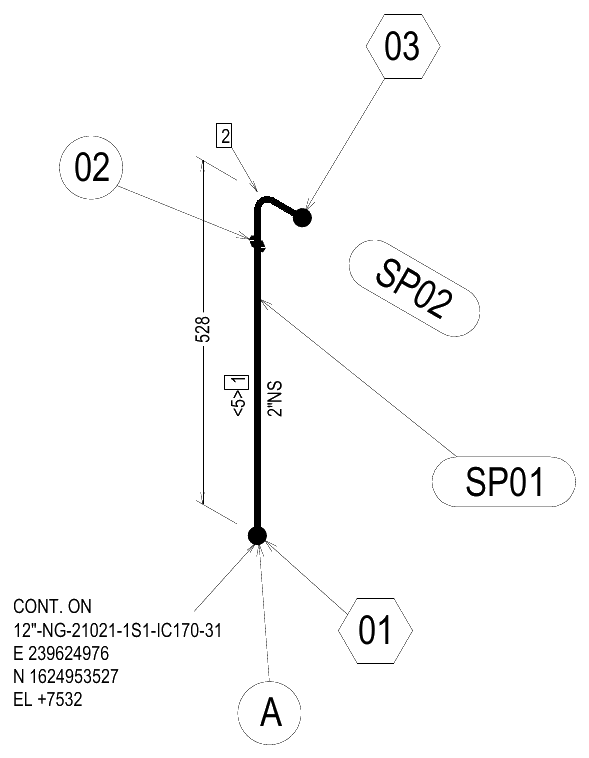 03
2
02
SP02
528
<5> 1
2"NS
SP01
CONT. ON
12"-NG-21021-1S1-IC170-31
E 239624976
N 1624953527
EL +7532
01
A